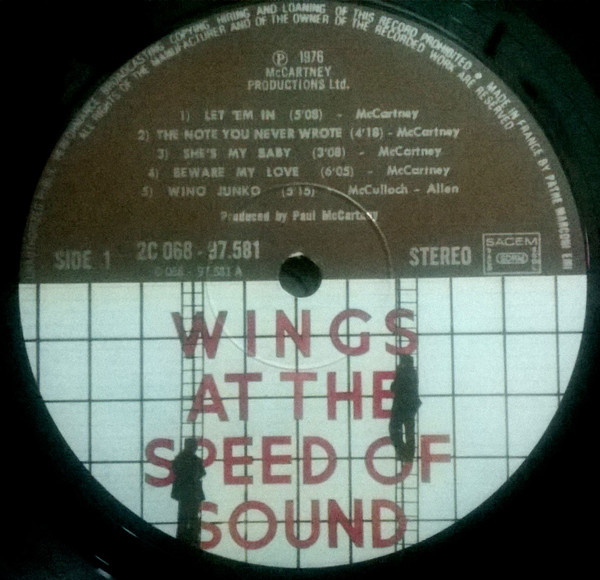 BROADCASTING COPYING HIRING AND LOANING OF THIS RECORD PROHIBITED ● MADE IN FRANCE BY PATHE MARCONI EMI
ALL RIGHTS OF THE MANUFACTURER AND OF THE OWNER OF THE RECORDED WORK ARE RESERVED
℗ 1976
McCARTNEY
PRODUCTIONS Ltd.
1) LET 'EM IN (5'08) - McCartney
2) THE NOTE YOU NEVER WROTE (4'18) - McCartney
3) SHE'S MY BABY (3'08) - McCartney
4) BEWARE MY LOVE (6'05) - McCartney
5) WINO JUNKO (5'15) - McCulloch - Allen
Produced by Paul McCartney
SIDE 1 2C 068 - 97.581 STEREO
© 068 - 97.581 A
SACEM
SDRM
WINGS
AT THE
SPEED OF
SOUND